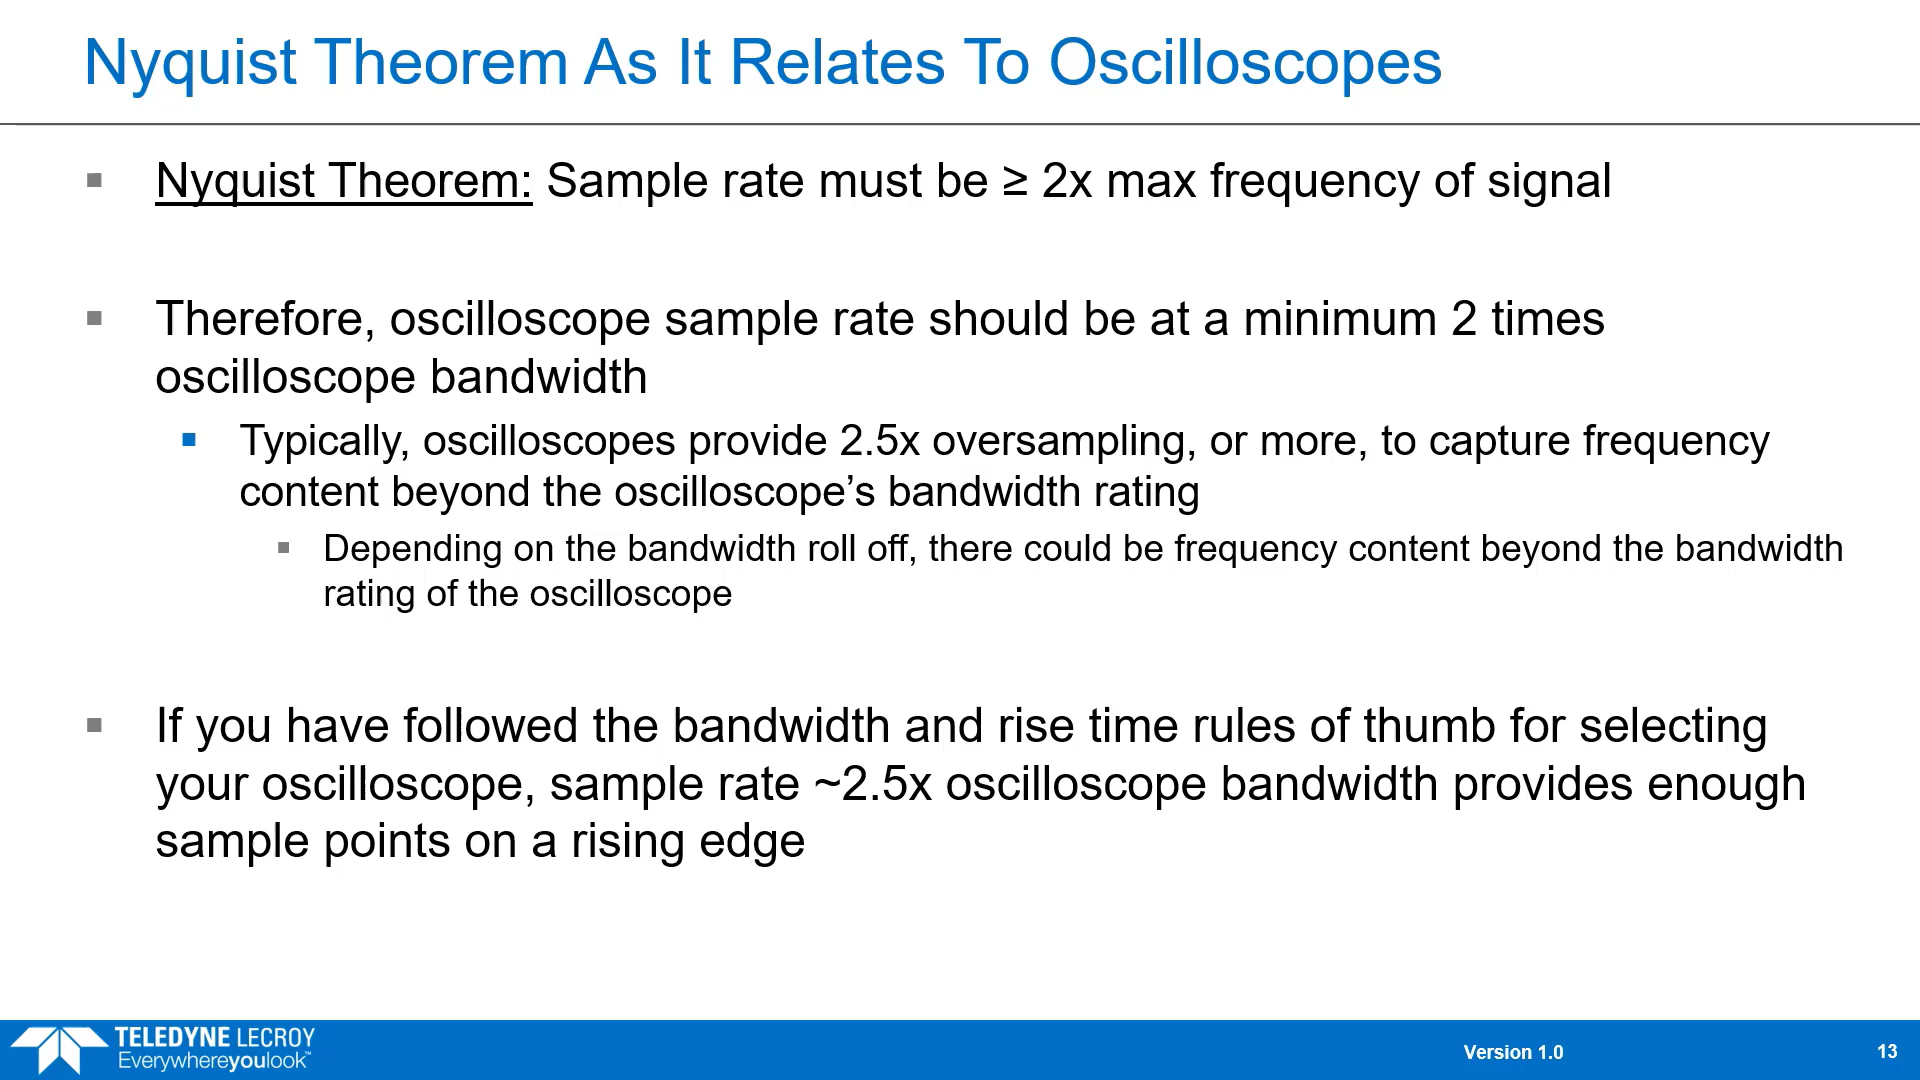 Nyquist Theorem As It Relates To Oscilloscopes
▪ Nyquist Theorem: Sample rate must be ≥ 2x max frequency of signal
▪ Therefore, oscilloscope sample rate should be at a minimum 2 times
oscilloscope bandwidth
▪ Typically, oscilloscopes provide 2.5x oversampling, or more, to capture frequency
content beyond the oscilloscope’s bandwidth rating
▪ Depending on the bandwidth roll off, there could be frequency content beyond the bandwidth
rating of the oscilloscope
▪ If you have followed the bandwidth and rise time rules of thumb for selecting
your oscilloscope, sample rate ~2.5x oscilloscope bandwidth provides enough
sample points on a rising edge
TELEDYNE LECROY
Everywhereyoulook™
Version 1.0
13